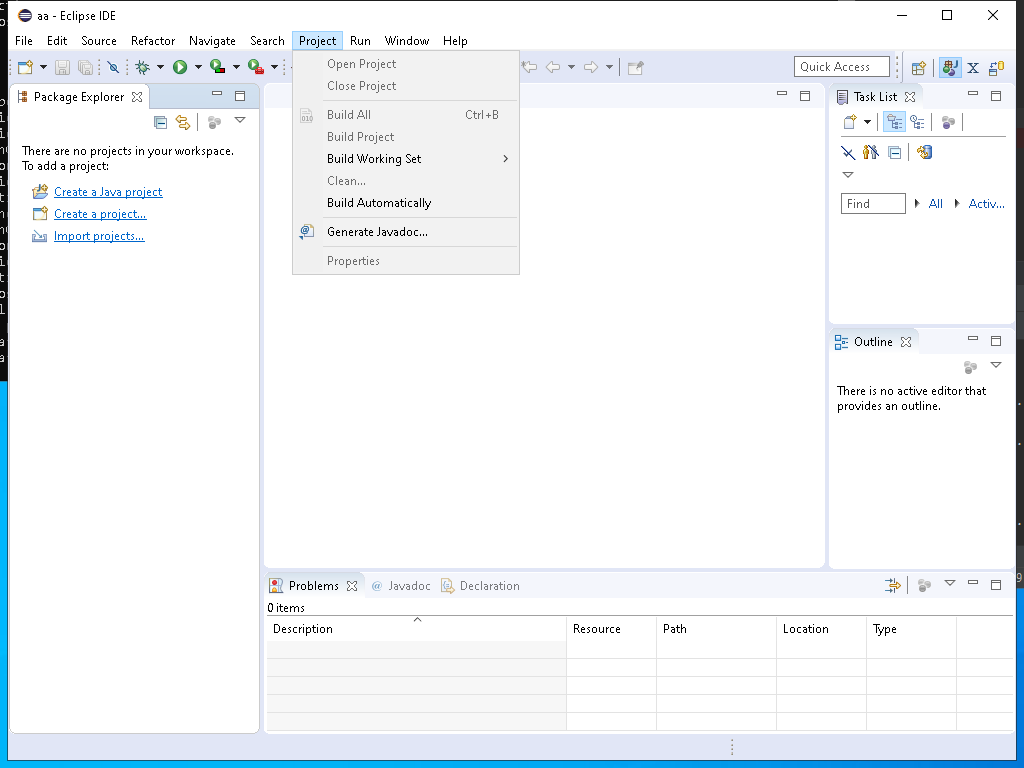 aa - Eclipse IDE
File Edit Source Refactor Navigate Search Project Run Window Help
Quick Access
Open Project
Close Project
Build All Ctrl+B
Build Project
Build Working Set
Clean...
Build Automatically
Generate Javadoc...
Properties
Package Explorer
There are no projects in your workspace.
To add a project:
Create a Java project
Create a project...
Import projects...
Task List
Find All Activ...
Outline
There is no active editor that
provides an outline.
Problems @ Javadoc Declaration
0 items
Description Resource Path Location Type